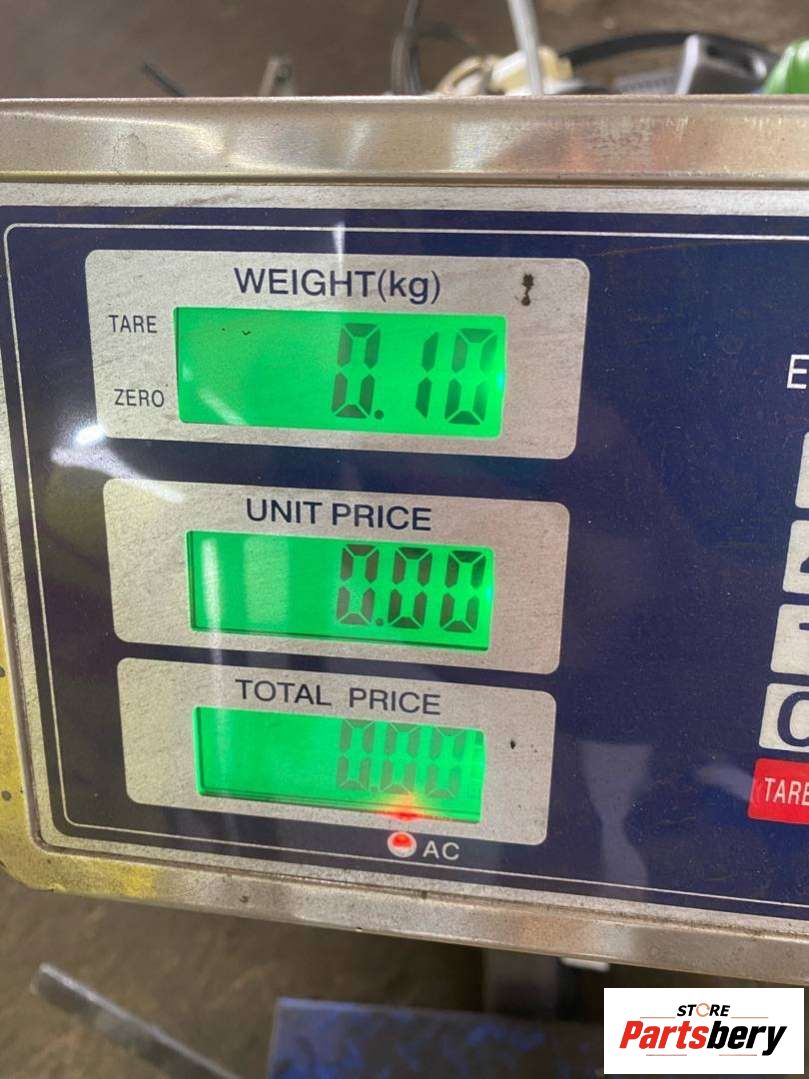 WEIGHT(kg)
TARE
0.10
ZERO
E
UNIT PRICE
0.00
TOTAL PRICE
0.00
AC
TARE
STORE
Partsbery